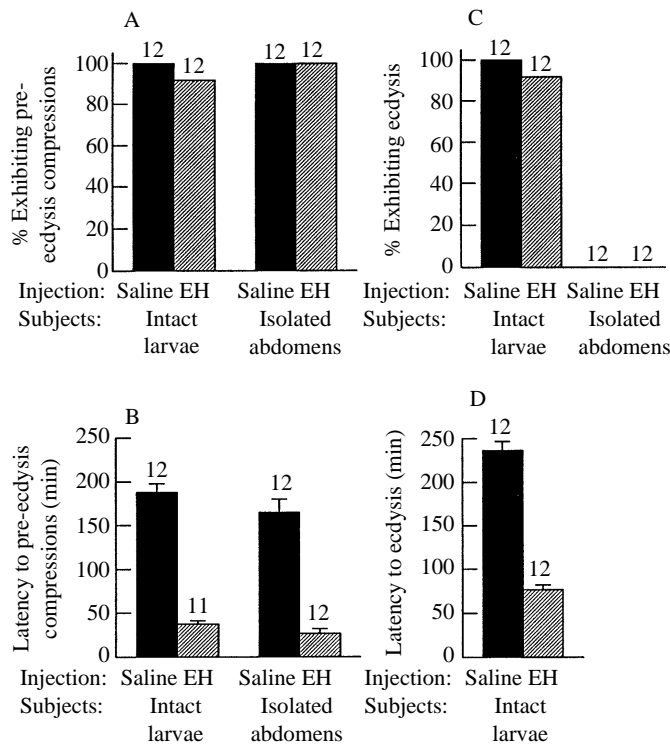 A
% Exhibiting pre-
ecdysis compressions
100
80
60
40
20
0
12
12
12 12
Injection: Saline EH Saline EH
Subjects: Intact Isolated
larvae abdomens
C
% Exhibiting ecdysis
100
80
60
40
20
0
12
12
12 12
Saline EH Saline EH
Intact Isolated
larvae abdomens
B
Latency to pre-ecdysis
compressions (min)
250
200
150
100
50
0
12
11
12
12
Injection: Saline EH Saline EH
Subjects: Intact Isolated
larvae abdomens
D
Latency to ecdysis (min)
250
200
150
100
50
0
12
12
Injection: Saline EH
Subjects: Intact
larvae